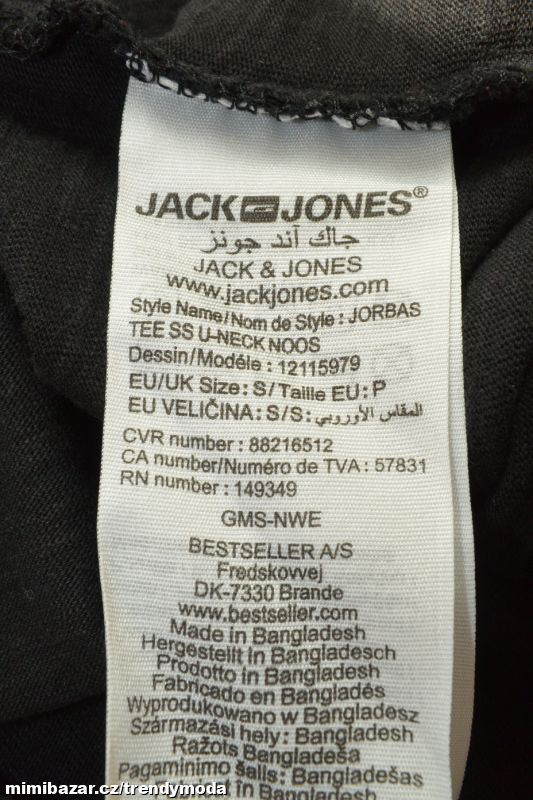 JACK & JONES®
جاك آند جونز
JACK & JONES
www.jackjones.com
Style Name/Nom de Style : JORBAS
TEE SS U-NECK NOOS
Dessin/Modéle : 12115979
EU/UK Size : S/Taille EU : P
EU VELIČINA : S/S : المقاس الأوروبي
CVR number : 88216512
CA number/Numéro de TVA : 57831
RN number : 149349
GMS-NWE
BESTSELLER A/S
Fredskovvej
DK-7330 Brande
www.bestseller.com
Made in Bangladesh
Hergestellt in Bangladesch
Prodotto in Bangladesh
Fabricado en Bangladés
Wyprodukowano w Bangladesz
Származási hely : Bangladesh
Ražots Bangladeša
Pagaminimo šalis : Bangladešas
Bangladesh
mimibazar.cz/trendymoda